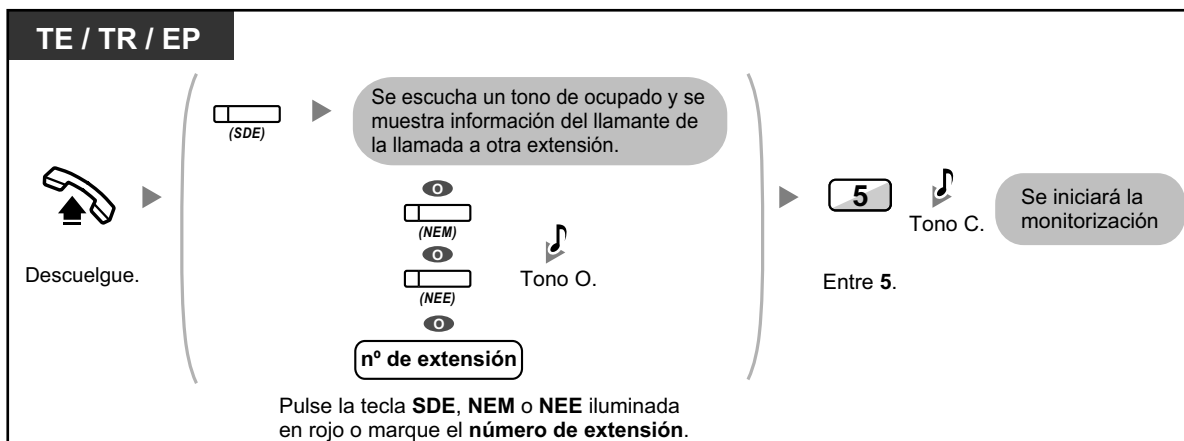 TE / TR / EP
(SDE)
Se escucha un tono de ocupado y se
muestra información del llamante de
la llamada a otra extensión.
O
(NEM)
O
(NEE)
O
nº de extensión
Tono O.
Descuelgue.
Pulse la tecla SDE, NEM o NEE iluminada
en rojo o marque el número de extensión.
5
Entre 5.
Tono C.
Se iniciará la
monitorización